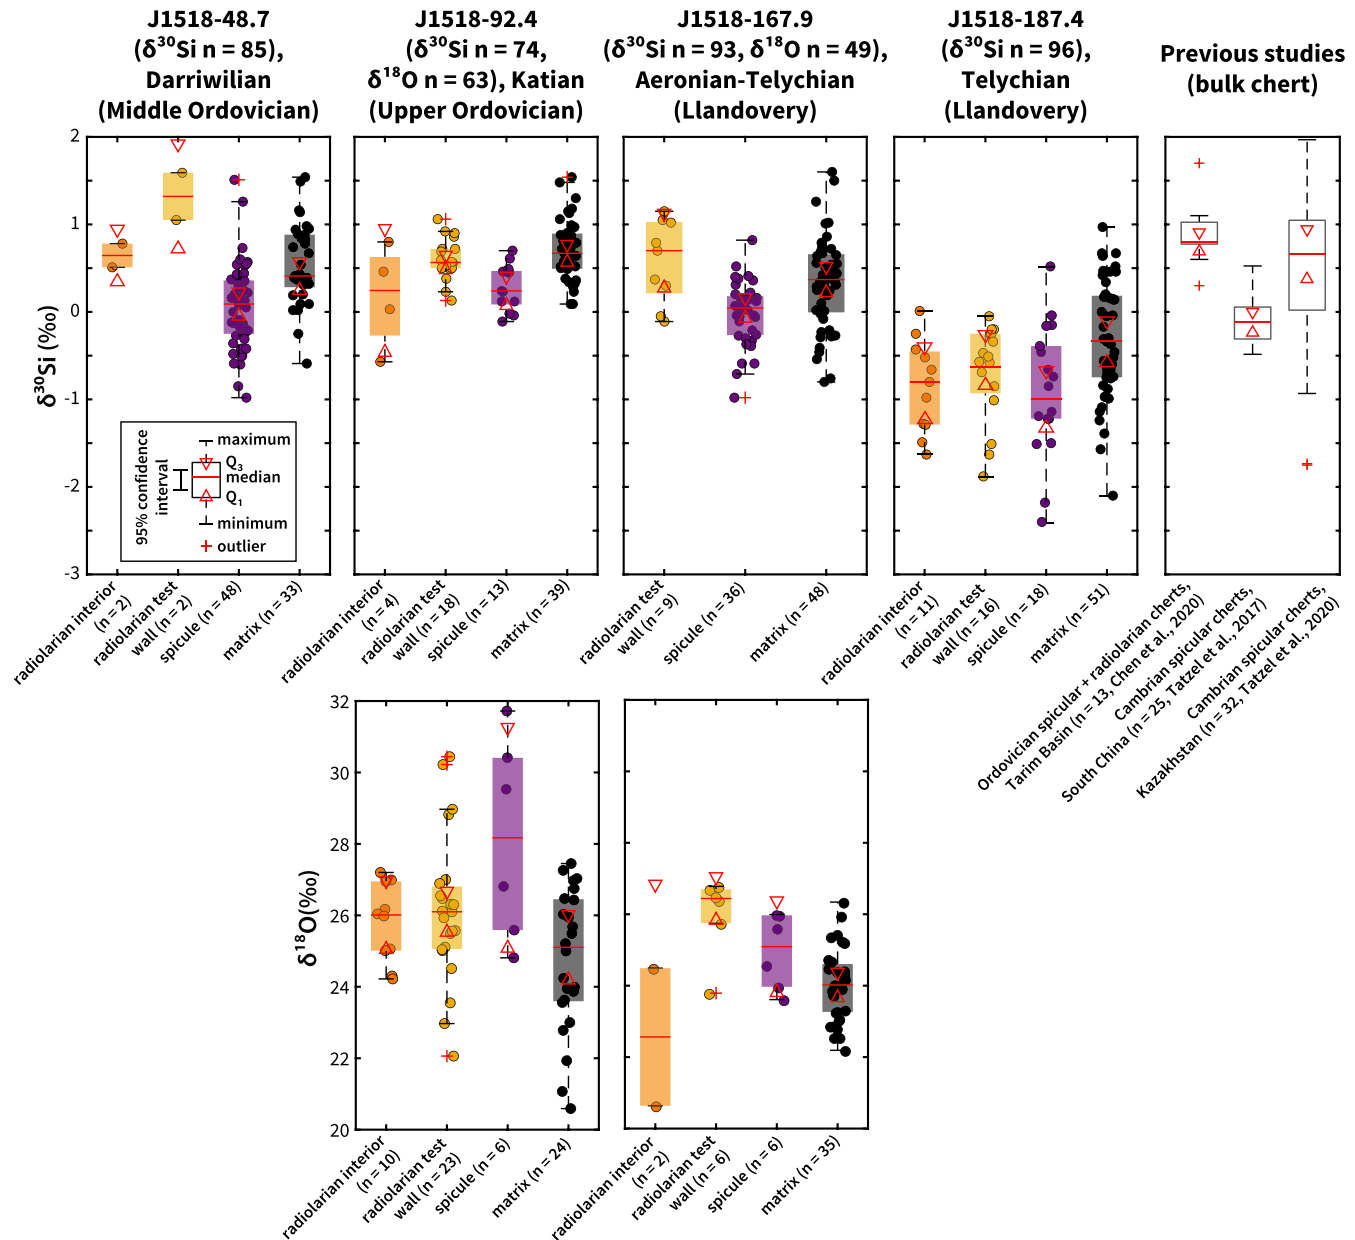 J1518-48.7
(δ³⁰Si n = 85),
Darriwilian
(Middle Ordovician)
J1518-92.4
(δ³⁰Si n = 74,
δ¹⁸O n = 63), Katian
(Upper Ordovician)
J1518-167.9
(δ³⁰Si n = 93, δ¹⁸O n = 49),
Aeronian-Telychian
(Llandovery)
J1518-187.4
(δ³⁰Si n = 96),
Telychian
(Llandovery)
Previous studies
(bulk chert)
δ³⁰Si (‰)
2
1
0
-1
-2
-3
95% confidence
interval
maximum
Q₃
median
Q₁
minimum
outlier
radiolarian interior
(n = 2)
radiolarian test
wall (n = 2)
spicule (n = 48)
matrix (n = 33)
radiolarian interior
(n = 4)
radiolarian test
wall (n = 18)
spicule (n = 13)
matrix (n = 39)
radiolarian test
wall (n = 9)
spicule (n = 36)
matrix (n = 48)
radiolarian interior
(n = 11)
radiolarian test
wall (n = 16)
spicule (n = 18)
matrix (n = 51)
Ordovician spicular + radiolarian cherts,
Tarim Basin (n = 13, Chen et al., 2020)
Cambrian spicular cherts,
South China (n = 25, Tatzel et al., 2017)
Cambrian spicular cherts,
Kazakhstan (n = 32, Tatzel et al., 2020)
δ¹⁸O(‰)
32
30
28
26
24
22
20
radiolarian interior
(n = 10)
radiolarian test
wall (n = 23)
spicule (n = 6)
matrix (n = 24)
radiolarian interior
(n = 2)
radiolarian test
wall (n = 6)
spicule (n = 6)
matrix (n = 35)